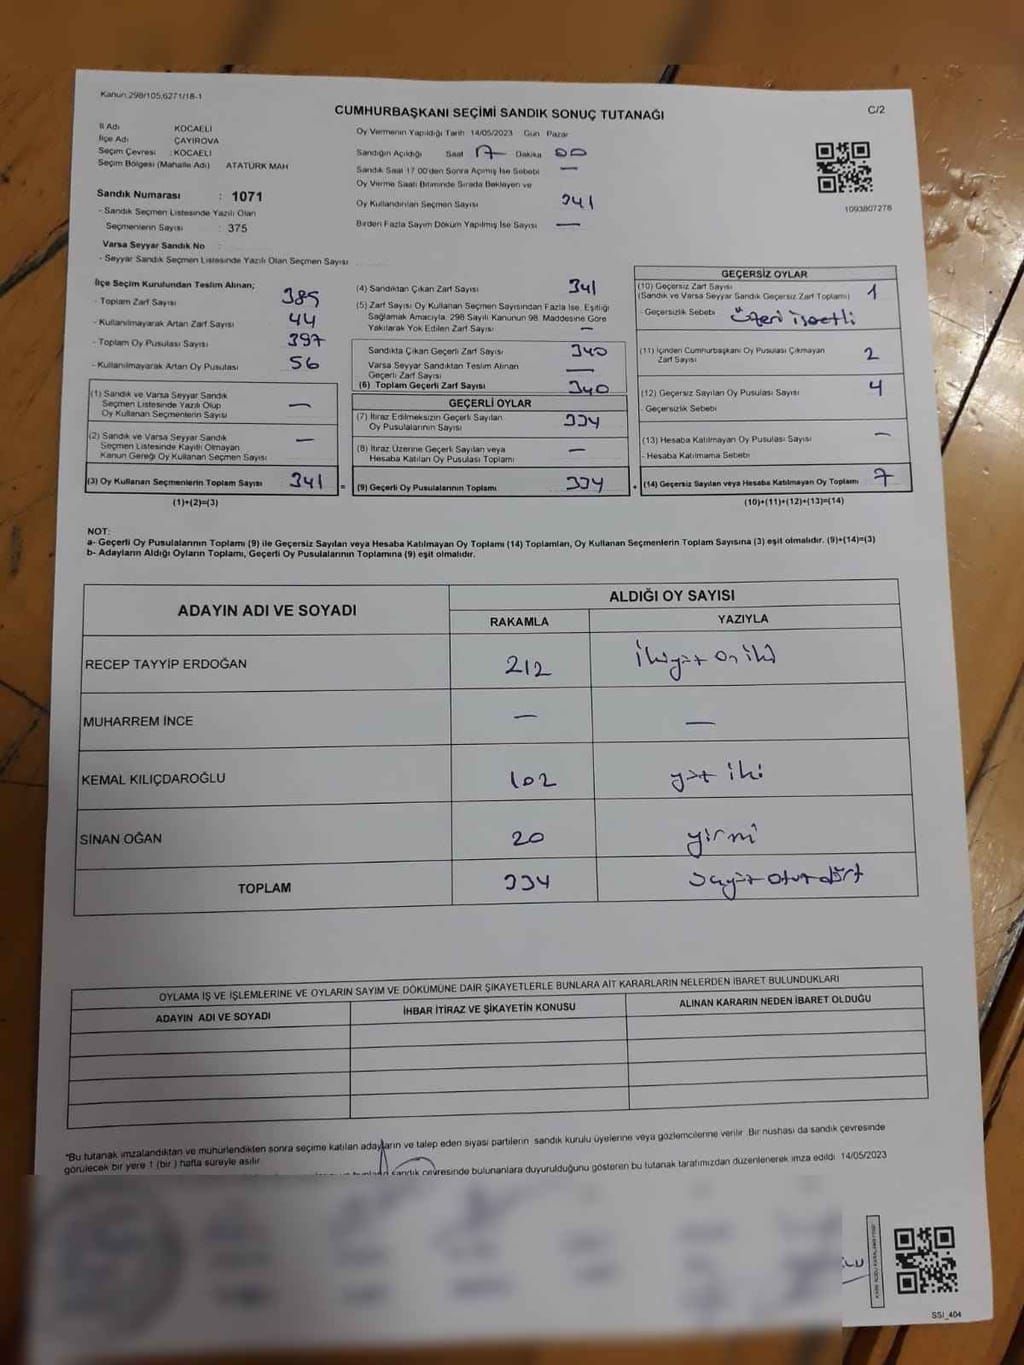 Kanun 298/105,6271/18-1
CUMHURBAŞKANI SEÇİMİ SANDIK SONUÇ TUTANAĞI
C/2
İl Adı KOCAELİ
İlçe Adı ÇAYIROVA
Seçim Çevresi : KOCAELİ
Seçim Bölgesi (Mahalle Adı) ATATÜRK MAH
Sandık Numarası : 1071
- Sandık Seçmen Listesinde Yazılı Olan
Seçmenlerin Sayısı : 375
Varsa Seyyar Sandık No :
- Seyyar Sandık Seçmen Listesinde Yazılı Olan Seçmen Sayısı
Oy Vermenin Yapıldığı Tarih 14/05/2023 Gün Pazar
Sandığın Açıldığı Saat 17 Dakika 00
Sandık Saat 17.00'den Sonra Açılmış İse Sebebi —
Oy Verme Saati Bitiminde Sırada Bekleyen ve
Oy Kullandırılan Seçmen Sayısı 341
Birden Fazla Sayım Döküm Yapılmış İse Sayısı —
1093807276
İlçe Seçim Kurulundan Teslim Alınan;
- Toplam Zarf Sayısı 385
- Kullanılmayarak Artan Zarf Sayısı 44
- Toplam Oy Pusulası Sayısı 397
- Kullanılmayarak Artan Oy Pusulası 56
(1) Sandık ve Varsa Seyyar Sandık
Seçmen Listesinde Yazılı Olup
Oy Kullanan Seçmenlerin Sayısı —
(2) Sandık ve Varsa Seyyar Sandık
Seçmen Listesinde Kayıtlı Olmayan
Kanun Gereği Oy Kullanan Seçmen Sayısı —
(3) Oy Kullanan Seçmenlerin Toplam Sayısı 341 =
(1)+(2)=(3)
(4) Sandıktan Çıkan Zarf Sayısı 341
(5) Zarf Sayısı Oy Kullanan Seçmen Sayısından Fazla İse, Eşitliği
Sağlamak Amacıyla, 298 Sayılı Kanunun 98. Maddesine Göre
Yakılarak Yok Edilen Zarf Sayısı —
Sandıkta Çıkan Geçerli Zarf Sayısı 340
Varsa Seyyar Sandıktan Teslim Alınan
Geçerli Zarf Sayısı —
(6) Toplam Geçerli Zarf Sayısı 340
GEÇERLİ OYLAR
(7) İtiraz Edilmeksizin Geçerli Sayılan
Oy Pusulalarının Sayısı 334
(8) İtiraz Üzerine Geçerli Sayılan veya
Hesaba Katılan Oy Pusulası Toplamı —
(9) Geçerli Oy Pusulalarının Toplamı 334 +
GEÇERSİZ OYLAR
(10) Geçersiz Zarf Sayısı
(Sandık ve Varsa Seyyar Sandık Geçersiz Zarf Toplamı) 1
- Geçersizlik Sebebi Üzeri işaretli
(11) İçinden Cumhurbaşkanı Oy Pusulası Çıkmayan
Zarf Sayısı 2
(12) Geçersiz Sayılan Oy Pusulası Sayısı 4
Geçersizlik Sebebi
(13) Hesaba Katılmayan Oy Pusulası Sayısı —
- Hesaba Katılmama Sebebi
(14) Geçersiz Sayılan veya Hesaba Katılmayan Oy Toplamı 7
(10)+(11)+(12)+(13)=(14)
NOT:
a- Geçerli Oy Pusulalarının Toplamı (9) ile Geçersiz Sayılan veya Hesaba Katılmayan Oy Toplamı (14) Toplamları, Oy Kullanan Seçmenlerin Toplam Sayısına (3) eşit olmalıdır. (9)+(14)=(3)
b- Adayların Aldığı Oyların Toplamı, Geçerli Oy Pusulalarının Toplamına (9) eşit olmalıdır.
ADAYIN ADI VE SOYADI ALDIĞI OY SAYISI
RAKAMLA YAZIYLA
RECEP TAYYİP ERDOĞAN 212 ikiyüz on iki
MUHARREM İNCE — —
KEMAL KILIÇDAROĞLU 102 yüz iki
SİNAN OĞAN 20 yirmi
TOPLAM 334 üçyüz otuz dört
OYLAMA İŞ VE İŞLEMLERİNE VE OYLARIN SAYIM VE DÖKÜMÜNE DAİR ŞİKAYETLERLE BUNLARA AİT KARARLARIN NELERDEN İBARET BULUNDUKLARI
ADAYIN ADI VE SOYADI İHBAR İTİRAZ VE ŞİKAYETİN KONUSU ALINAN KARARIN NEDEN İBARET OLDUĞU
"Bu tutanak imzalandıktan ve mühürlendikten sonra seçime katılan adayların ve talep eden siyasi partilerin sandık kurulu üyelerine veya gözlemcilerine verilir. Bir nüshası da sandık çevresinde
görülecek bir yere 1 (bir) hafta süreyle asılır.
sandık çevresinde bulunanlara duyurulduğunu gösteren bu tutanak tarafımızdan düzenlenerek imza edildi. 14/05/2023
SSI_404